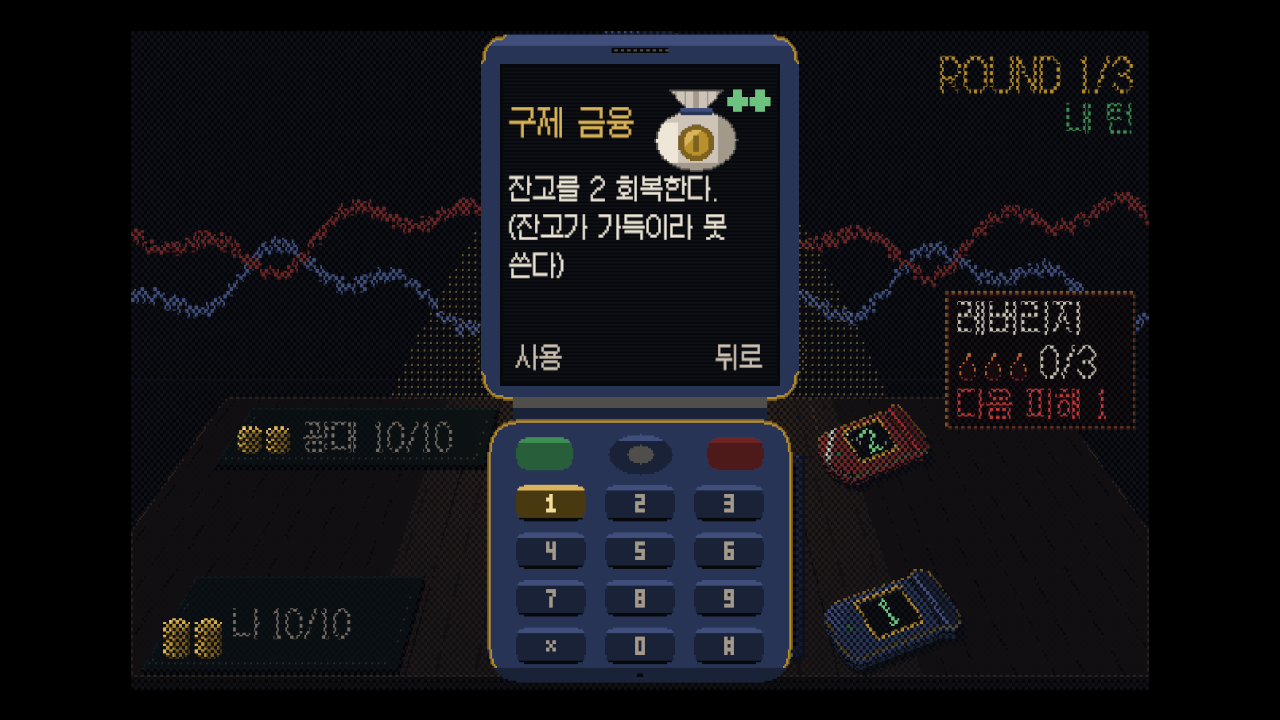 ROUND 1/3
내 턴
구제 금융
잔고를 2 회복한다.
(잔고가 가득이라 못
쓴다)
사용 뒤로
레버리지
0/3
다음 피해 1
광대 10/10
2
나 10/10
1
1 2 3
4 5 6
7 8 9
* 0 #